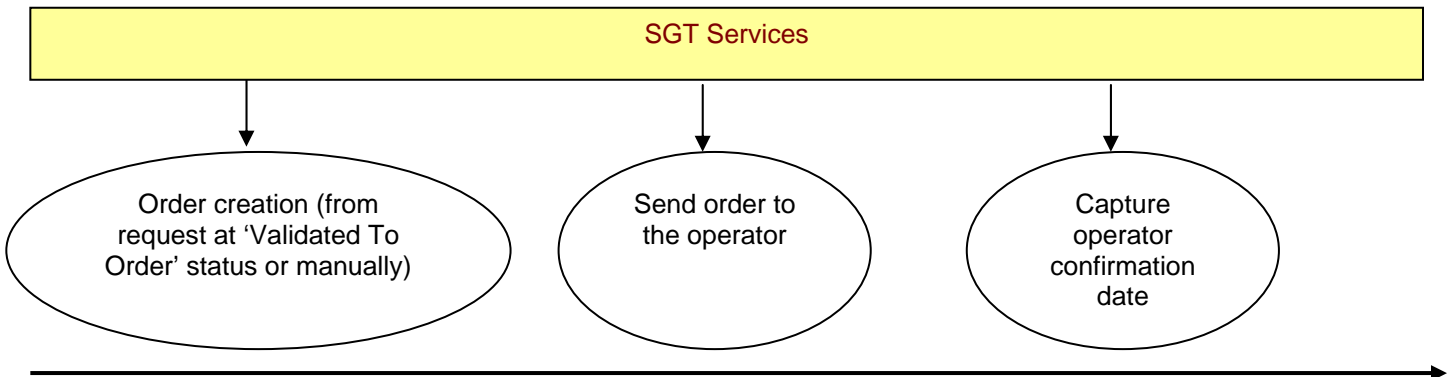 SGT Services
Order creation (from
request at ‘Validated To
Order’ status or manually)
Send order to
the operator
Capture
operator
confirmation
date